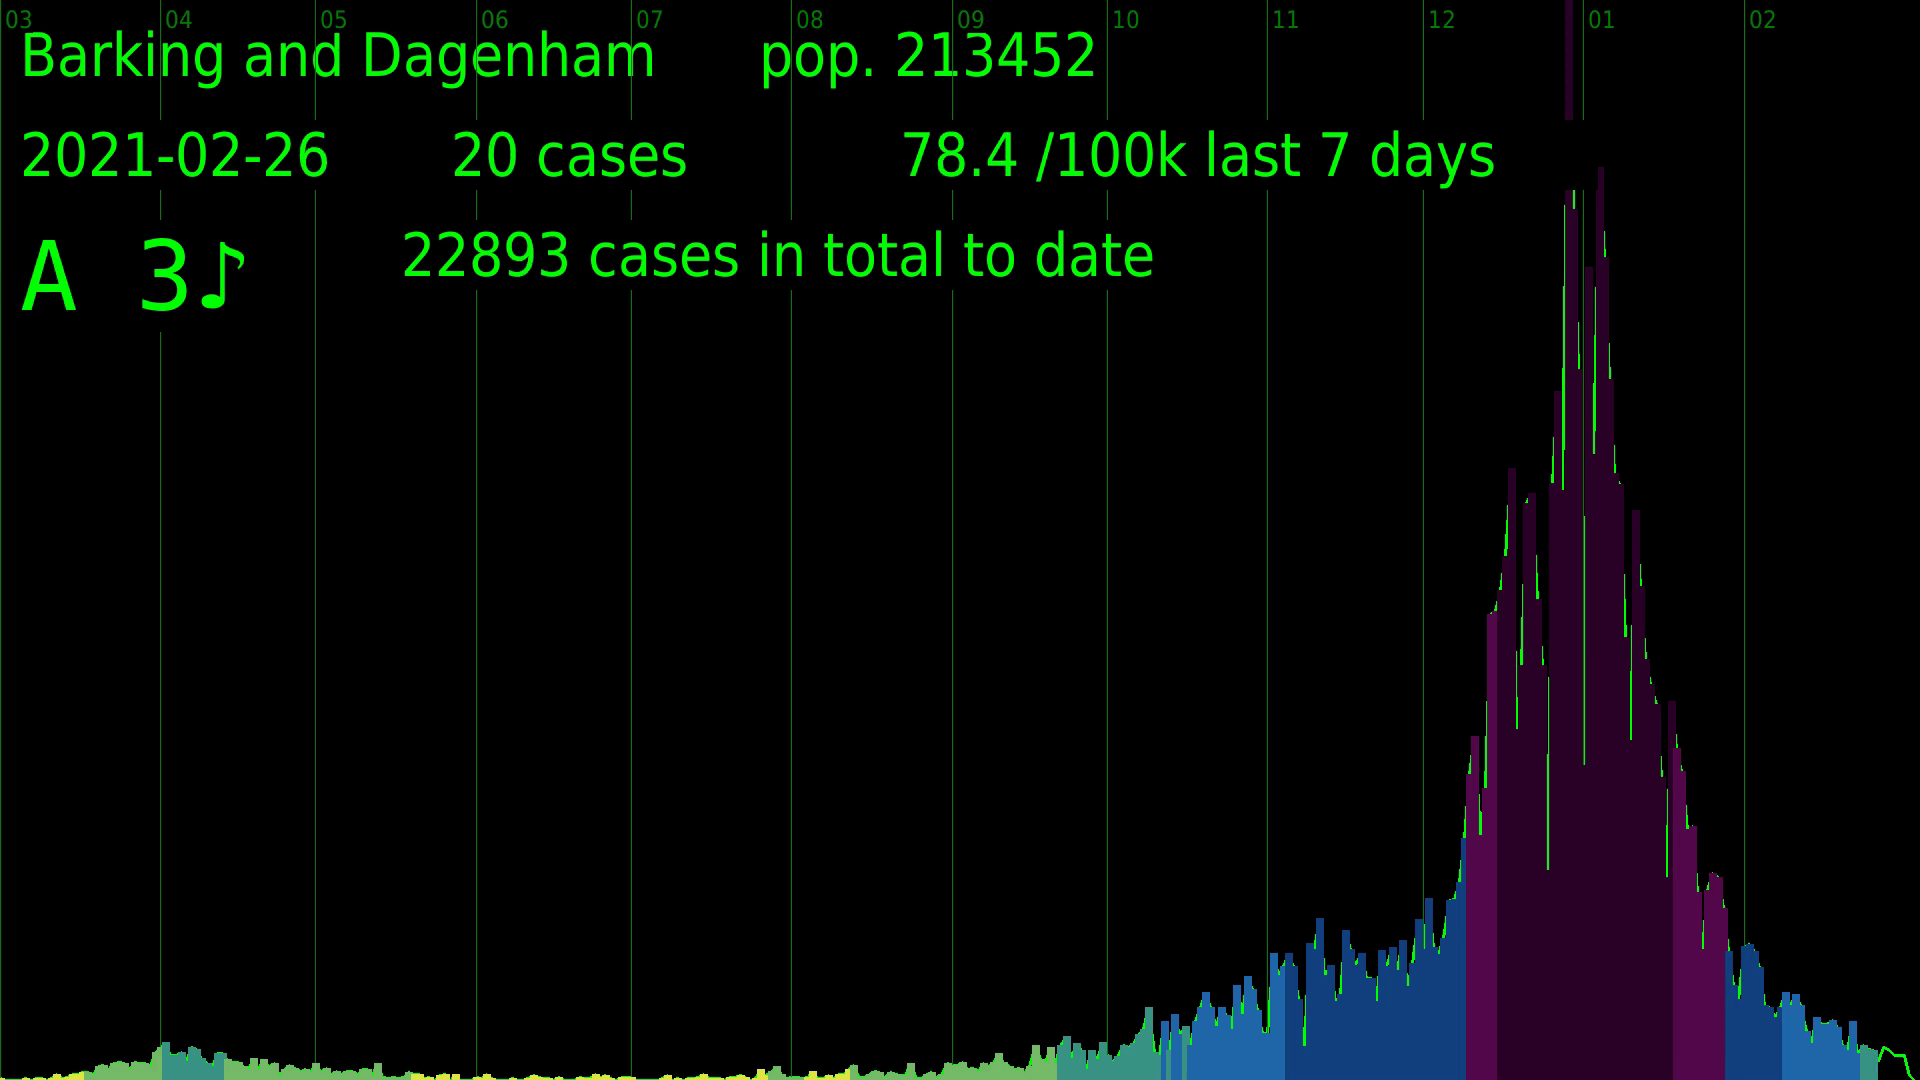 03 04 05 06 07 08 09 10 11 12 01 02
Barking and Dagenham pop. 213452
2021-02-26 20 cases 78.4 /100k last 7 days
A 3♪ 22893 cases in total to date